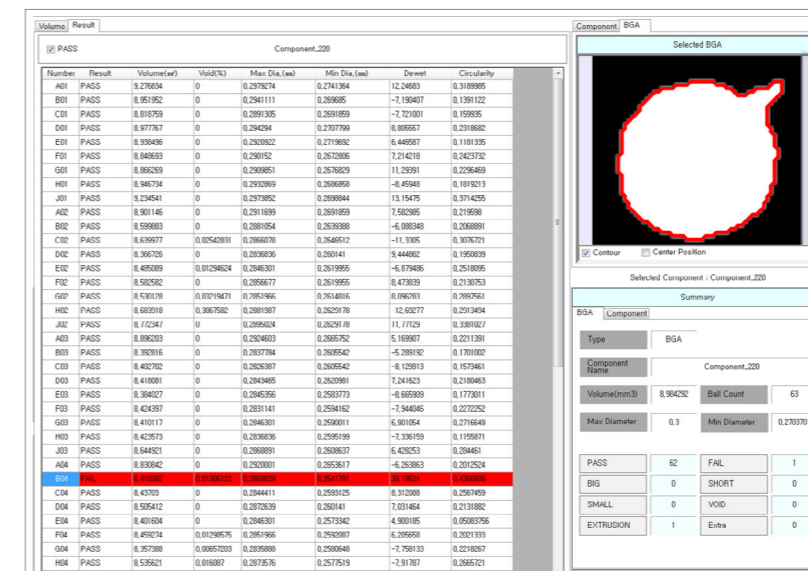 Volume Result
PASS Component_220
Number Result Volume(㎣) Void(%) Max Dia,(㎜) Min Dia,(㎜) Dewet Circularity
A01 PASS 9,276834 0 0,2979274 0,2741364 12,24683 0,3189985
B01 PASS 8,951952 0 0,2941111 0,269685 -7,190407 0,1391122
C01 PASS 8,818759 0 0,2891305 0,2691859 -7,721001 0,159935
D01 PASS 8,977767 0 0,294294 0,2707799 8,805557 0,2318682
E01 PASS 8,938496 0 0,2920922 0,2719692 6,446587 0,1181335
F01 PASS 8,848693 0 0,290152 0,2672806 7,214218 0,2423732
G01 PASS 8,866269 0 0,2909851 0,2676829 11,29391 0,2296469
H01 PASS 8,946734 0 0,2932869 0,2686858 -8,45948 0,1819213
J01 PASS 9,234541 0 0,2973852 0,2898844 13,15475 0,3714255
A02 PASS 8,901146 0 0,2911699 0,2691859 7,582985 0,219598
B02 PASS 8,599883 0 0,2881054 0,2639388 -6,088348 0,2068891
C02 PASS 8,639977 0,02542831 0,2866078 0,2646512 -11,3305 0,3076721
D02 PASS 8,366726 0 0,2836836 0,260141 9,444862 0,1950839
E02 PASS 8,485089 0,01294624 0,2846301 0,2619955 -6,879486 0,2518095
F02 PASS 8,582582 0 0,2856677 0,2619955 8,473839 0,2130753
G02 PASS 8,530128 0,03219471 0,2851966 0,2614816 8,096283 0,2897561
H02 PASS 8,683918 0,3067582 0,2881987 0,2629178 -12,69277 0,2913494
J02 PASS 8,772347 0 0,2895024 0,2629178 11,77129 0,3381027
A03 PASS 8,896203 0 0,2924603 0,2665752 5,169907 0,2211391
B03 PASS 8,392816 0 0,2837784 0,2605542 -5,289192 0,1701002
C03 PASS 8,402702 0 0,2826387 0,2605542 -8,129913 0,1573461
D03 PASS 8,418081 0 0,2843465 0,2620981 7,241623 0,2180463
E03 PASS 8,384027 0 0,2845356 0,2583773 -8,665909 0,1773011
F03 PASS 8,424397 0 0,2831141 0,2594162 -7,944046 0,2272252
G03 PASS 8,410117 0 0,2846301 0,2590011 6,901054 0,2716649
H03 PASS 8,423573 0 0,2836836 0,2595199 -7,336159 0,1155871
J03 PASS 8,644921 0 0,2868891 0,2608637 6,428253 0,284461
A04 PASS 8,830842 0 0,2920001 0,2653617 -6,263863 0,2012524
B04 FAIL
C04 PASS 8,43703 0 0,2844411 0,2593125 8,312088 0,2567459
D04 PASS 8,505412 0 0,2872639 0,260141 7,031464 0,2131882
E04 PASS 8,401604 0 0,2846301 0,2573342 4,900185 0,05083756
F04 PASS 8,459274 0,01298575 0,2851966 0,2592087 6,205658 0,2021333
G04 PASS 8,357388 0,00657203 0,2835888 0,2580648 -7,758133 0,2218267
H04 PASS 8,535621 0,016087 0,2873576 0,2577519 -7,91787 0,2665721
Component BGA
Selected BGA
Contour Center Position
Selected Component : Component_220
Summary
BGA Component
Type BGA
Component Name Component_220
Volume(mm3) 8,984292 Ball Count 63
Max Diameter 0,3 Min Diameter 0,270370
PASS 62 FAIL 1
BIG 0 SHORT 0
SMALL 0 VOID 0
EXTRUSION 1 Extra 0